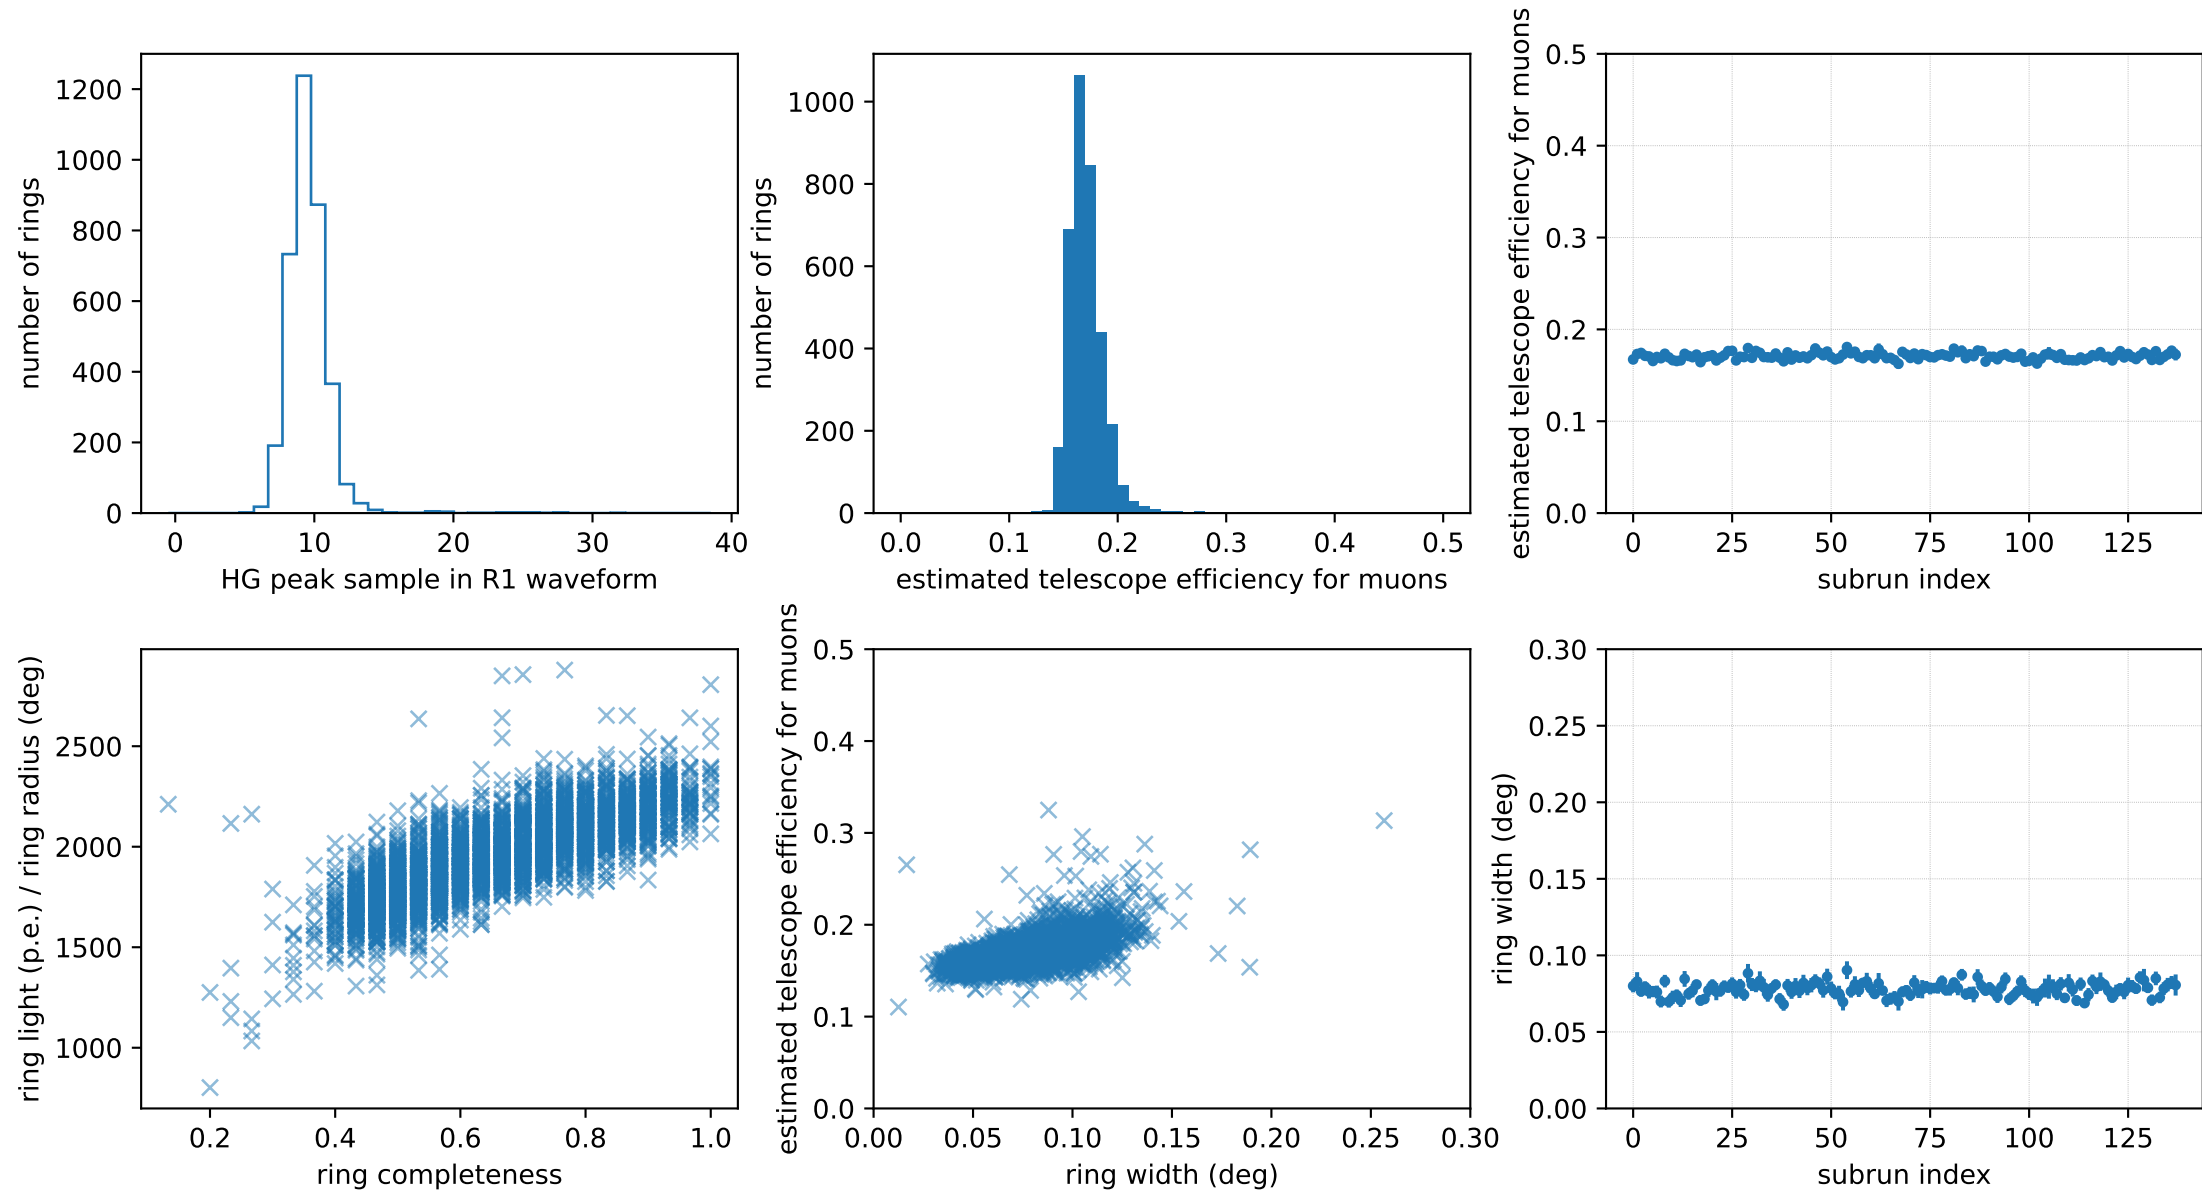 number of rings
1200
1000
800
600
400
200
0
0 10 20 30 40
HG peak sample in R1 waveform
number of rings
1000
800
600
400
200
0
0.0 0.1 0.2 0.3 0.4 0.5
estimated telescope efficiency for muons
estimated telescope efficiency for muons
0.5
0.4
0.3
0.2
0.1
0.0
0 25 50 75 100 125
subrun index
ring light (p.e.) / ring radius (deg)
2500
2000
1500
1000
0.2 0.4 0.6 0.8 1.0
ring completeness
estimated telescope efficiency for muons
0.5
0.4
0.3
0.2
0.1
0.0
0.00 0.05 0.10 0.15 0.20 0.25 0.30
ring width (deg)
ring width (deg)
0.30
0.25
0.20
0.15
0.10
0.05
0.00
0 25 50 75 100 125
subrun index